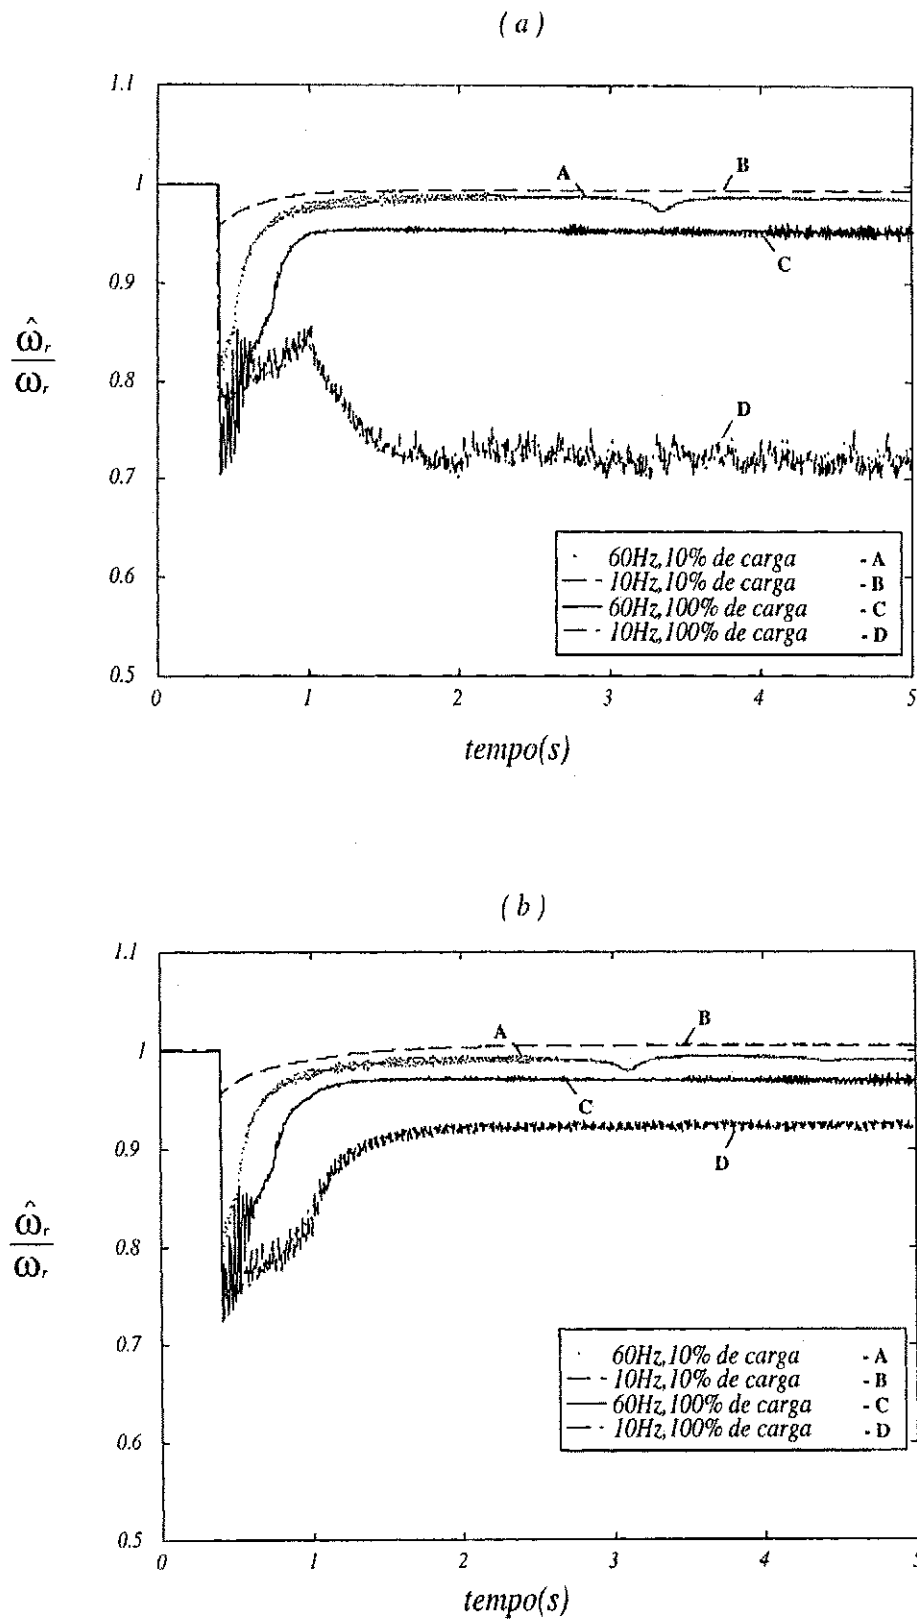 ( a )
1.1
1
0.9
0.8
0.7
0.6
0.5
ω̂r
ωr
A
B
C
D
60Hz,10% de carga - A
10Hz,10% de carga - B
60Hz,100% de carga - C
10Hz,100% de carga - D
0 1 2 3 4 5
tempo(s)
( b )
1.1
1
0.9
0.8
0.7
0.6
0.5
ω̂r
ωr
A
B
C
D
60Hz,10% de carga - A
10Hz,10% de carga - B
60Hz,100% de carga - C
10Hz,100% de carga - D
0 1 2 3 4 5
tempo(s)